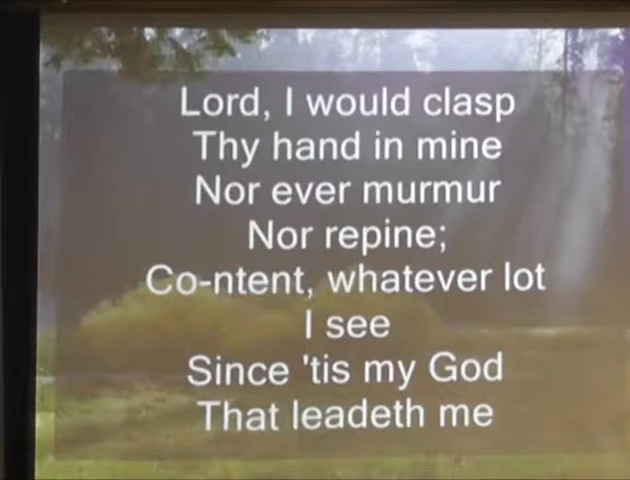 Lord, I would clasp
Thy hand in mine
Nor ever murmur
Nor repine;
Co-ntent, whatever lot
I see
Since 'tis my God
That leadeth me